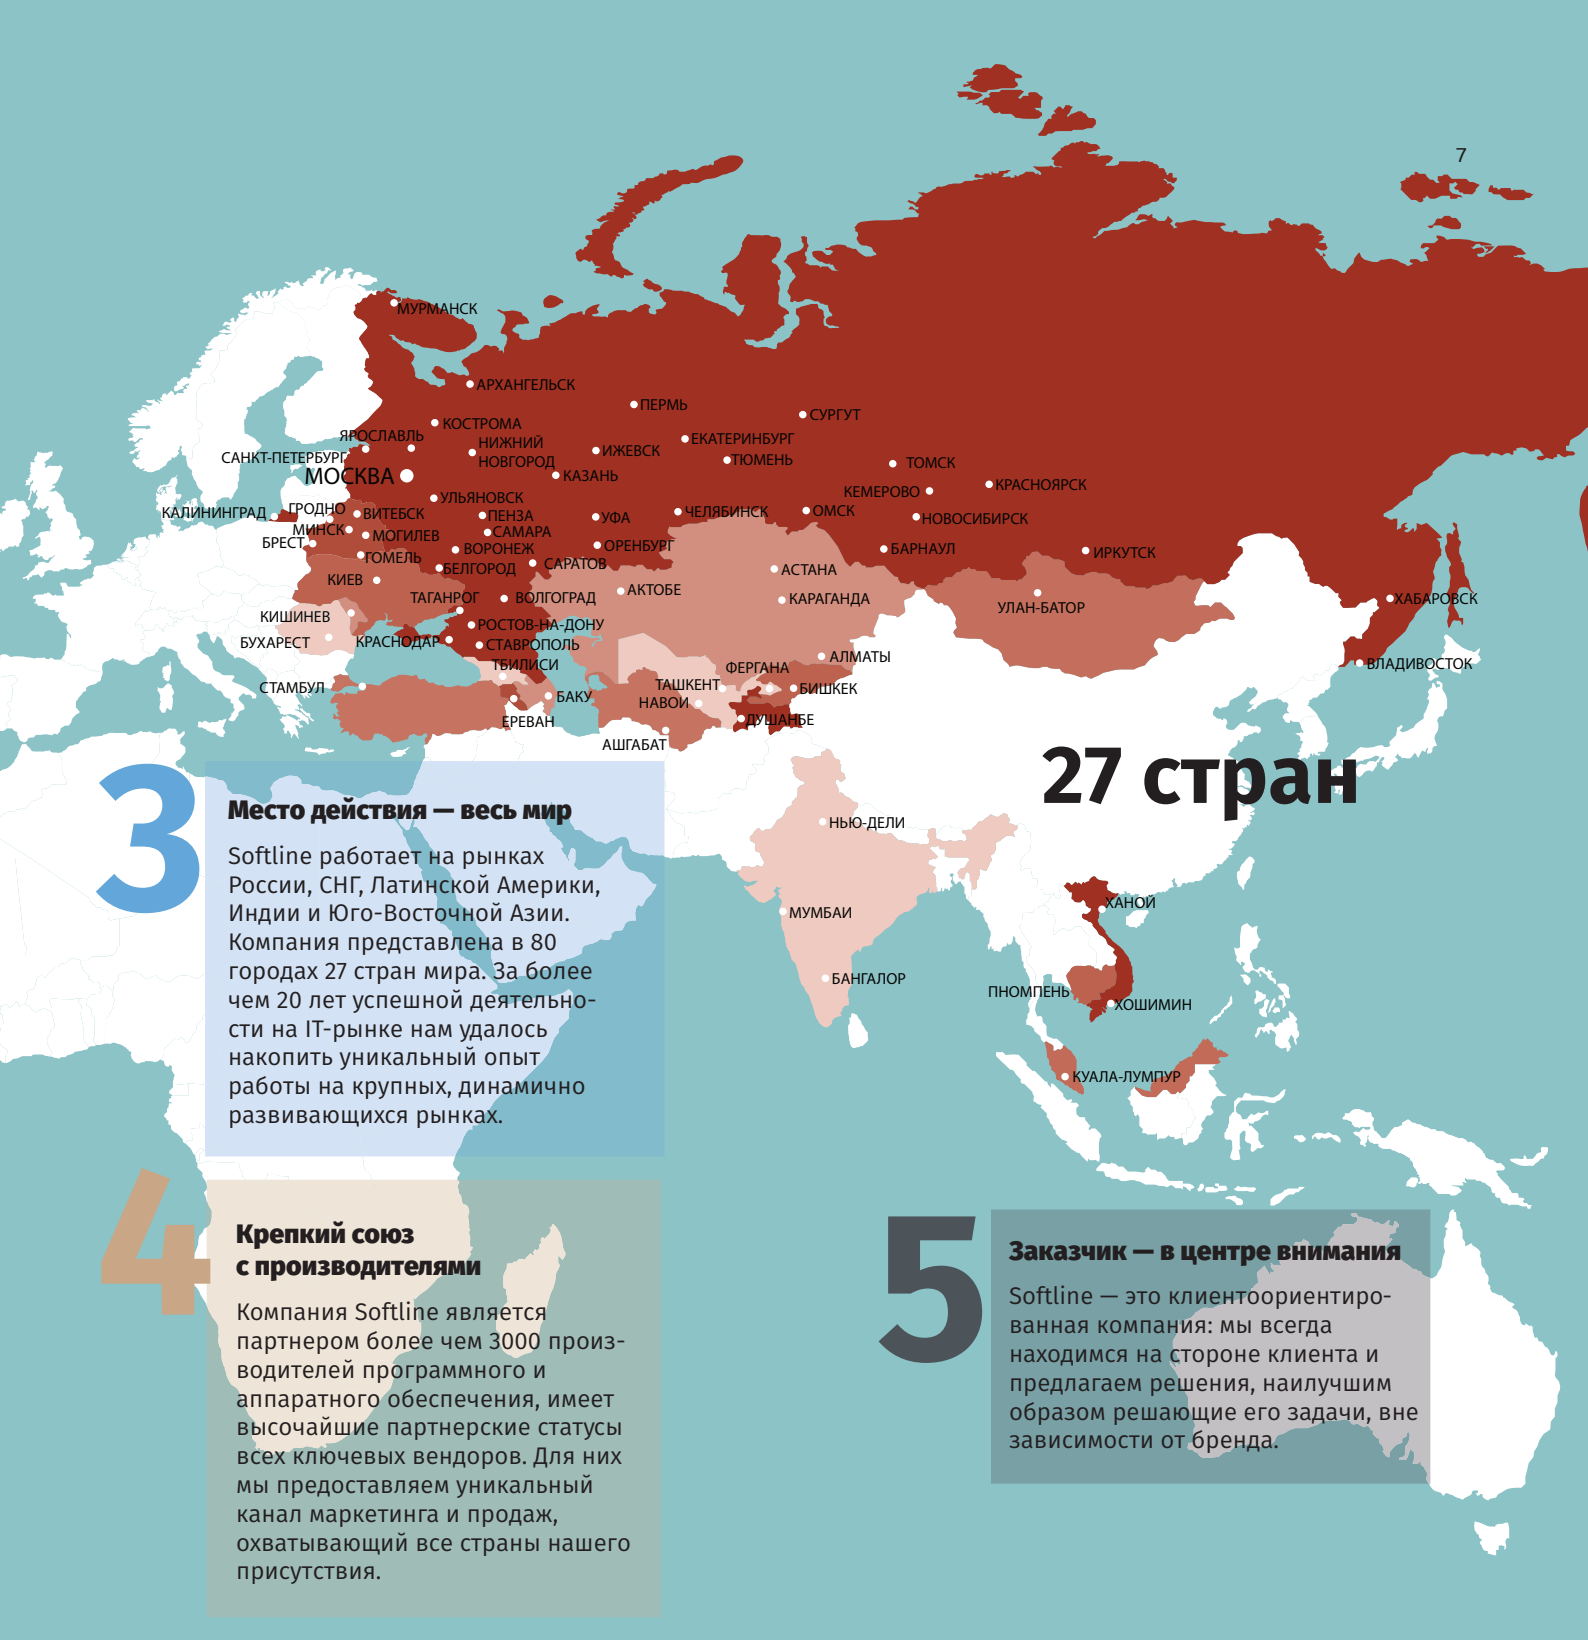 7
МУРМАНСК
АРХАНГЕЛЬСК
ПЕРМЬ
СУРГУТ
КОСТРОМА
ЯРОСЛАВЛЬ
НИЖНИЙ
НОВГОРОД
ЕКАТЕРИНБУРГ
ИЖЕВСК
САНКТ-ПЕТЕРБУРГ
ТЮМЕНЬ
ТОМСК
МОСКВА
КАЗАНЬ
КРАСНОЯРСК
КЕМЕРОВО
УЛЬЯНОВСК
КАЛИНИНГРАД
ГРОДНО
ВИТЕБСК
ПЕНЗА
УФА
ЧЕЛЯБИНСК
ОМСК
НОВОСИБИРСК
МИНСК
МОГИЛЕВ
САМАРА
БРЕСТ
ВОРОНЕЖ
ОРЕНБУРГ
БАРНАУЛ
ИРКУТСК
ГОМЕЛЬ
БЕЛГОРОД
САРАТОВ
АСТАНА
КИЕВ
АКТОБЕ
ТАГАНРОГ
ВОЛГОГРАД
КАРАГАНДА
УЛАН-БАТОР
ХАБАРОВСК
КИШИНЕВ
РОСТОВ-НА-ДОНУ
БУХАРЕСТ
КРАСНОДАР
СТАВРОПОЛЬ
АЛМАТЫ
ВЛАДИВОСТОК
ТБИЛИСИ
ФЕРГАНА
СТАМБУЛ
ТАШКЕНТ
БИШКЕК
БАКУ
НАВОИ
ЕРЕВАН
ДУШАНБЕ
АШГАБАТ
27 стран
НЬЮ-ДЕЛИ
МУМБАИ
БАНГАЛОР
ХАНОЙ
ПНОМПЕНЬ
ХОШИМИН
КУАЛА-ЛУМПУР
3
Место действия — весь мир
Softline работает на рынках
России, СНГ, Латинской Америки,
Индии и Юго-Восточной Азии.
Компания представлена в 80
городах 27 стран мира. За более
чем 20 лет успешной деятельно-
сти на IT-рынке нам удалось
накопить уникальный опыт
работы на крупных, динамично
развивающихся рынках.
4
Крепкий союз
с производителями
Компания Softline является
партнером более чем 3000 произ-
водителей программного и
аппаратного обеспечения, имеет
высочайшие партнерские статусы
всех ключевых вендоров. Для них
мы предоставляем уникальный
канал маркетинга и продаж,
охватывающий все страны нашего
присутствия.
5
Заказчик — в центре внимания
Softline — это клиентоориентиро-
ванная компания: мы всегда
находимся на стороне клиента и
предлагаем решения, наилучшим
образом решающие его задачи, вне
зависимости от бренда.